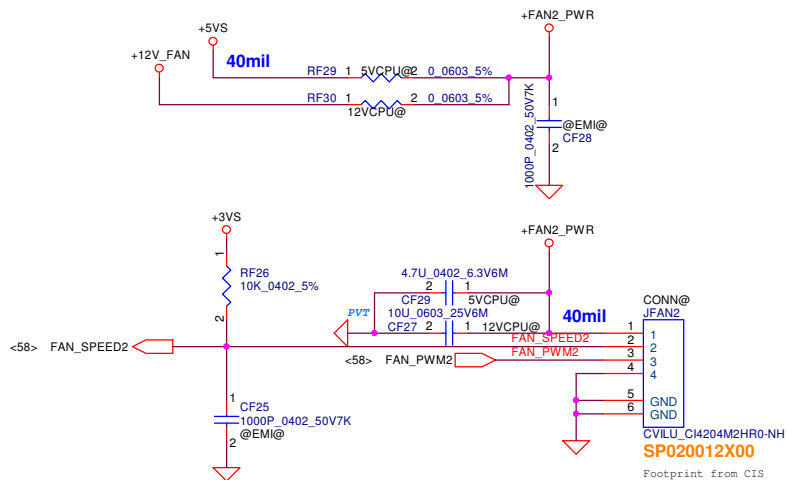 +FAN2_PWR
+5VS
+12V_FAN
40mil
RF29 1 5VCPU@ 2 0_0603_5%
RF30 1 2 0_0603_5%
12VCPU@
1
@EMI@
CF28
2
1000P_0402_50V7K
+3VS
+FAN2_PWR
1
RF26
10K_0402_5%
2
4.7U_0402_6.3V6M
2 1
CF29 5VCPU@
10U_0603_25V6M
PVT
CF27 2 1 12VCPU@
40mil
CONN@
JFAN2
<58> FAN_SPEED2
FAN_SPEED2
<58> FAN_PWM2
FAN_PWM2
1 1
2 2
3 3
4 4
5 GND
6 GND
1
CF25
1000P_0402_50V7K
2 @EMI@
CVILU_CI4204M2HR0-NH
SP020012X00
Footprint from CIS